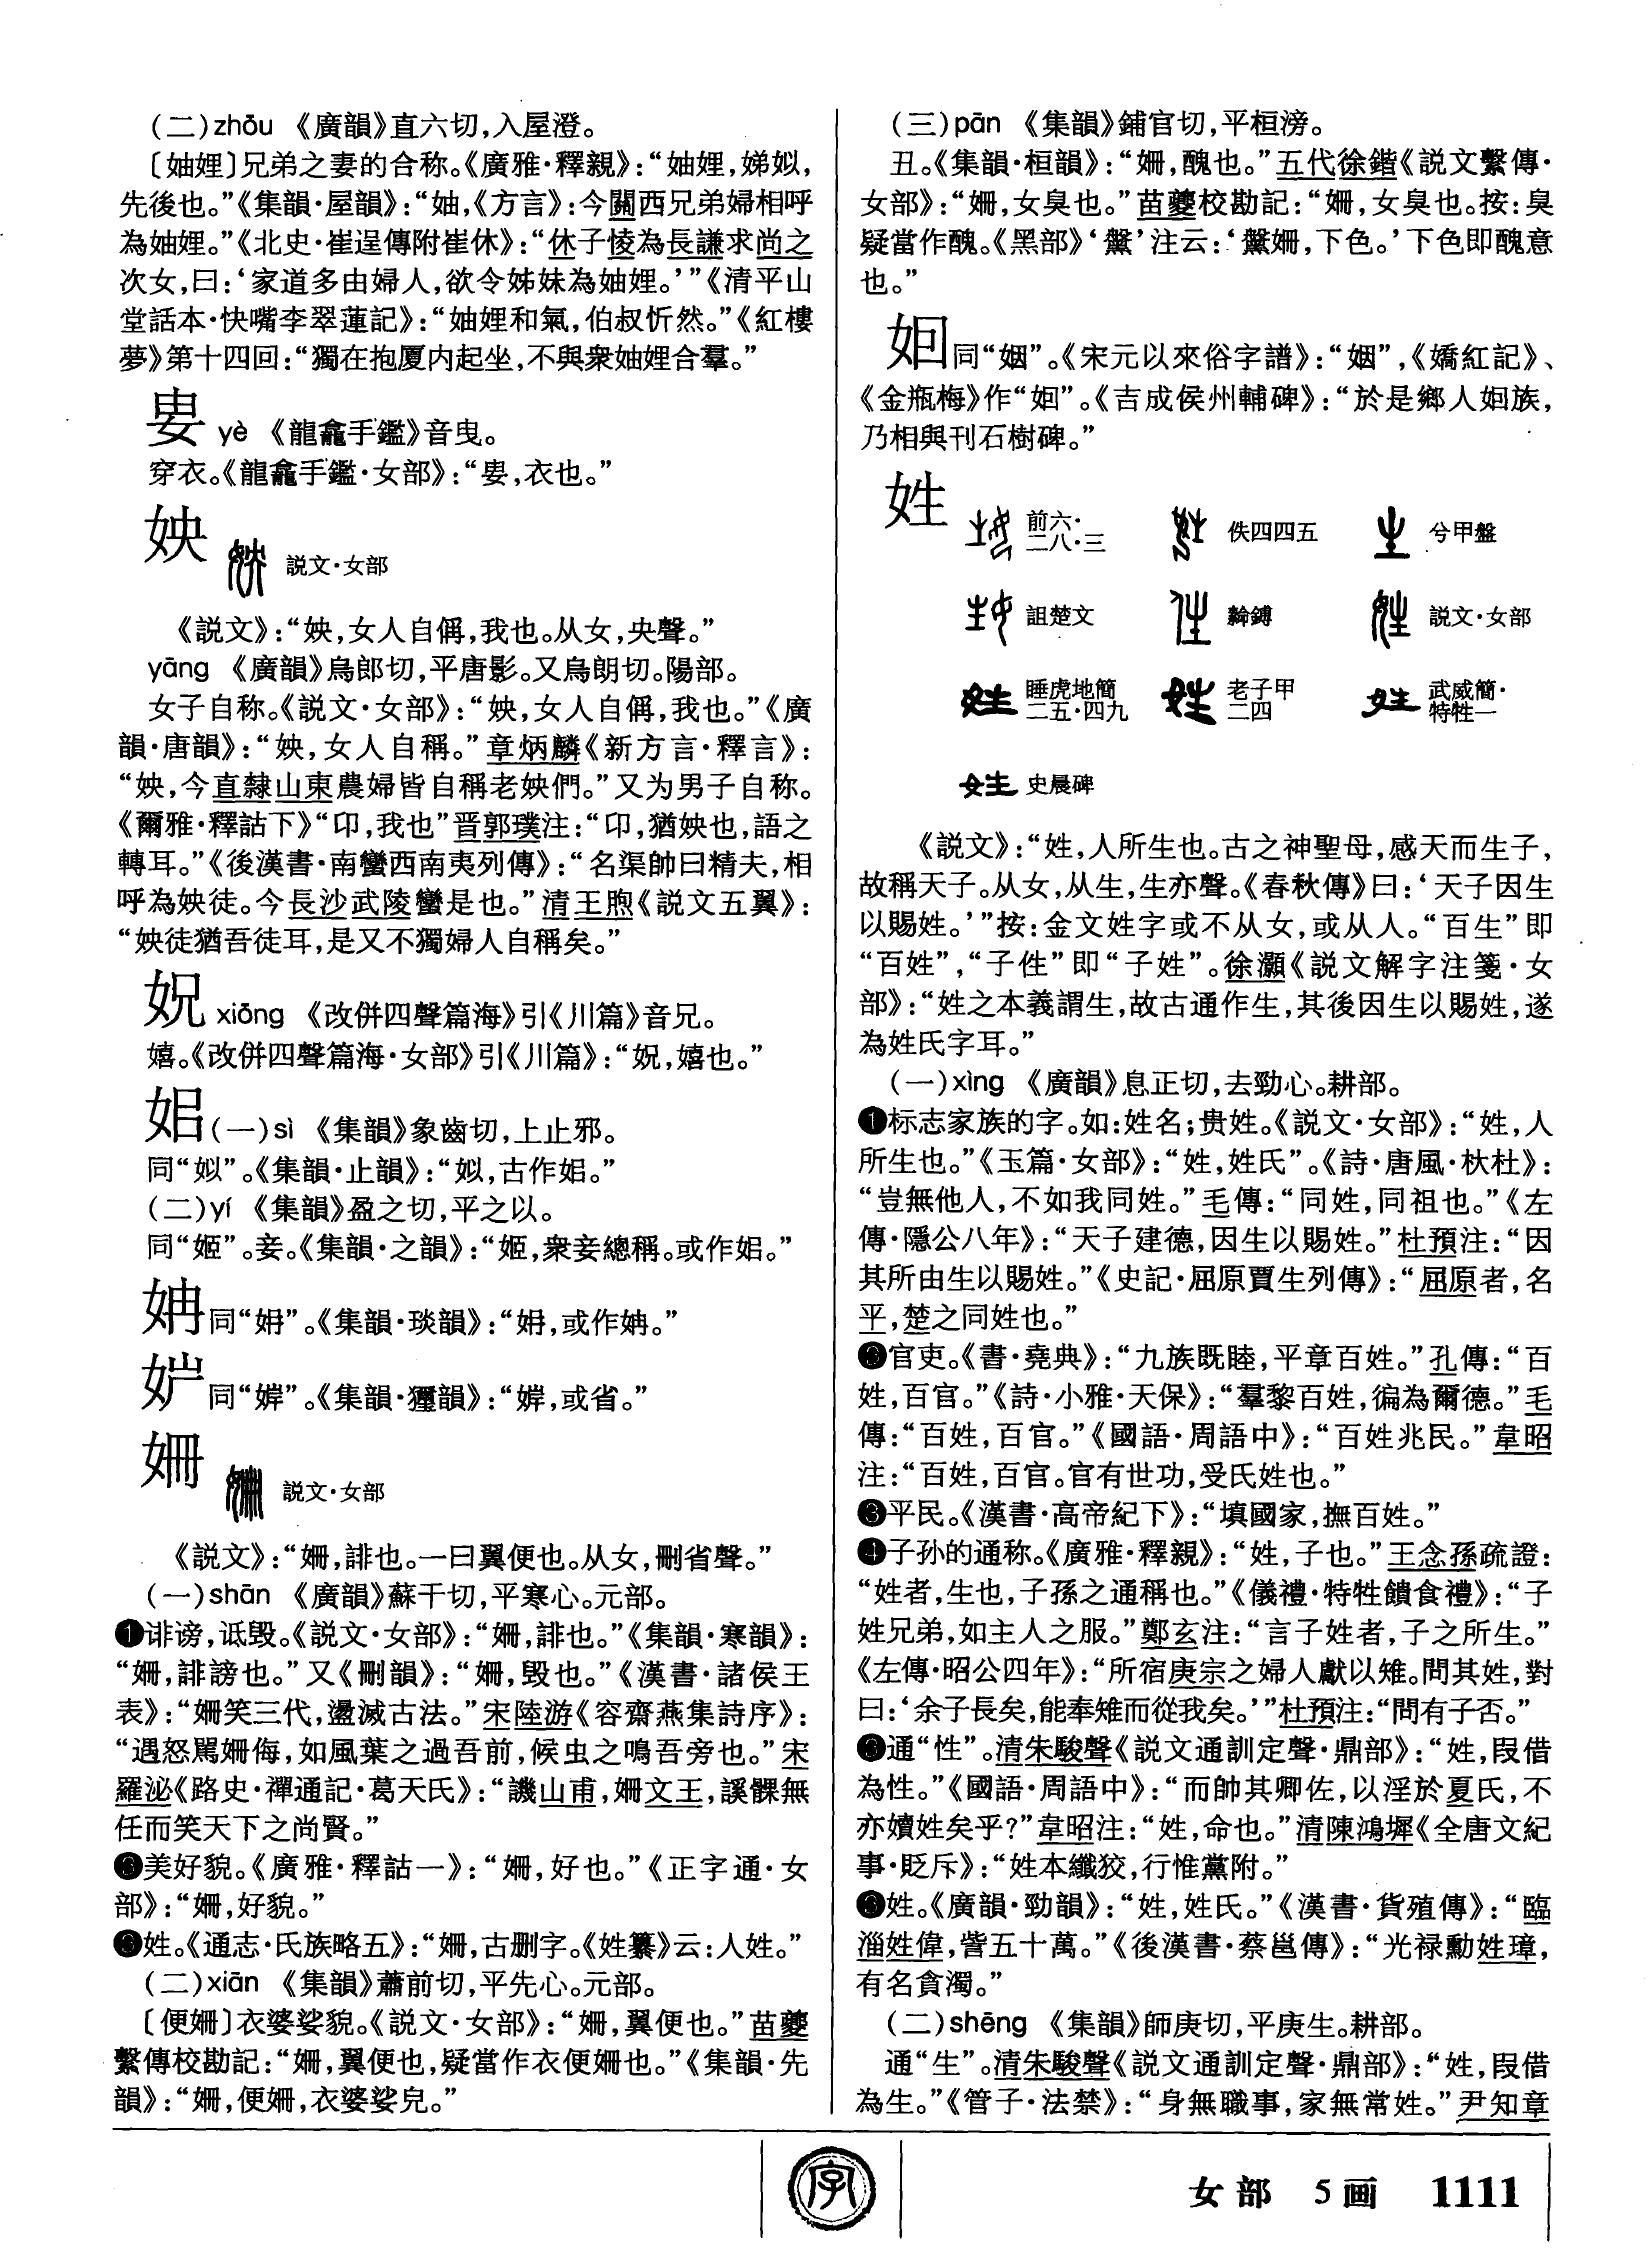 (二)zhǒu 《廣韻》直六切,入屋澄。
〔妯娌〕兄弟之妻的合称。《廣雅·釋親》:“妯娌,娣姒,
先後也。”《集韻·屋韻》:“妯,《方言》:今關西兄弟婦相呼
為妯娌。”《北史·崔逞傳附崔休》:“休子㥄為長謙求尚之
次女,曰:‘家道多由婦人,欲令姊妹為妯娌。’”《清平山
堂話本·快嘴李翠蓮記》:“妯娌和氣,伯叔忻然。”《紅樓
夢》第十四回:“獨在抱厦内起坐,不與衆妯娌合羣。”
yè 《龍龕手鑑》音曳。
穿衣。《龍龕手鑑·女部》:“,衣也。”
姎
説文·女部
《説文》:“姎,女人自偁,我也。从女,央聲。”
yāng 《廣韻》烏郎切,平唐影。又烏朗切。陽部。
女子自称。《説文·女部》:“姎,女人自偁,我也。”《廣
韻·唐韻》:“姎,女人自稱。”章炳麟《新方言·釋言》:
“姎,今直隸山東農婦皆自稱老姎們。”又为男子自称。
《爾雅·釋詁下》“卬,我也”晋郭璞注:“卬,猶姎也,語之
轉耳。”《後漢書·南蠻西南夷列傳》:“名渠帥曰精夫,相
呼為姎徒。今長沙武陵蠻是也。”清王煦《説文五翼》:
“姎徒猶吾徒耳,是又不獨婦人自稱矣。”
㚾 xiōng 《改併四聲篇海》引《川篇》音兄。
嬉。《改併四聲篇海·女部》引《川篇》:“㚾,嬉也。”
㚶(一)sì 《集韻》象齒切,上止邪。
同“姒”。《集韻·止韻》:“姒,古作㚶。”
(二)yí 《集韻》盈之切,平之以。
同“姬”。妾。《集韻·之韻》:“姬,衆妾總稱。或作㚶。”
姌同“姌”。《集韻·琰韻》:“姌,或作。”
同“”。《集韻·獮韻》:“,或省。”
姍
説文·女部
《説文》:“姍,誹也。一曰翼便也。从女,刪省聲。”
(一)shān 《廣韻》蘇干切,平寒心。元部。
❶诽谤,诋毁。《説文·女部》:“姍,誹也。”《集韻·寒韻》:
“姍,誹謗也。”又《刪韻》:“姍,毁也。”《漢書·諸侯王
表》:“姍笑三代,盪滅古法。”宋陸游《容齋燕集詩序》:
“遇怒駡姍侮,如風葉之過吾前,候虫之鳴吾旁也。”宋
羅泌《路史·禪通記·葛天氏》:“譏山甫,姍文王,謑髁無
任而笑天下之尚賢。”
❷美好貌。《廣雅·釋詁一》:“姍,好也。”《正字通·女
部》:“姍,好貌。”
❸姓。《通志·氏族略五》:“姍,古删字。《姓纂》云:人姓。”
(二)xiān 《集韻》蕭前切,平先心。元部。
〔便姍〕衣婆娑貌。《説文·女部》:“姍,翼便也。”苗夔
繫傳校勘記:“姍,翼便也,疑當作衣便姍也。”《集韻·先
韻》:“姍,便姍,衣婆娑皃。”
(三)pān 《集韻》鋪官切,平桓滂。
丑。《集韻·桓韻》:“姍,醜也。”五代徐鍇《説文繫傳·
女部》:“姍,女臭也。”苗夔校勘記:“姍,女臭也。按:臭
疑當作醜。《黑部》‘䰉’注云:‘䰉姍,下色。’下色即醜意
也。”
㛛同“姻”。《宋元以來俗字譜》:“姻”,《嬌紅記》、
《金瓶梅》作“”。《吉成侯州輔碑》:“於是鄉人族,
乃相與刊石樹碑。”
姓
前六· 佚四四五 兮甲盤
二八·三
詛楚文 䋣鎛 説文·女部
睡虎地簡 老子甲 武威簡·
二五·四九 二四 特牲一
史晨碑
《説文》:“姓,人所生也。古之神聖母,感天而生子,
故稱天子。从女,从生,生亦聲。《春秋傳》曰:‘天子因生
以賜姓。’”按:金文姓字或不从女,或从人。“百生”即
“百姓”,“子㑅”即“子姓”。徐灝《説文解字注箋·女
部》:“姓之本義謂生,故古通作生,其後因生以賜姓,遂
為姓氏字耳。”
(一)xìng 《廣韻》息正切,去勁心。耕部。
❶标志家族的字。如:姓名;贵姓。《説文·女部》:“姓,人
所生也。”《玉篇·女部》:“姓,姓氏”。《詩·唐風·杕杜》:
“豈無他人,不如我同姓。”毛傳:“同姓,同祖也。”《左
傳·隱公八年》:“天子建德,因生以賜姓。”杜預注:“因
其所由生以賜姓。”《史記·屈原賈生列傳》:“屈原者,名
平,楚之同姓也。”
❷官吏。《書·堯典》:“九族既睦,平章百姓。”孔傳:“百
姓,百官。”《詩·小雅·天保》:“羣黎百姓,徧為爾德。”毛
傳:“百姓,百官。”《國語·周語中》:“百姓兆民。”韋昭
注:“百姓,百官。官有世功,受氏姓也。”
❸平民。《漢書·高帝紀下》:“填國家,撫百姓。”
❹子孙的通称。《廣雅·釋親》:“姓,子也。”王念孫疏證:
“姓者,生也,子孫之通稱也。”《儀禮·特牲饋食禮》:“子
姓兄弟,如主人之服。”鄭玄注:“言子姓者,子之所生。”
《左傳·昭公四年》:“所宿庚宗之婦人獻以雉。問其姓,對
曰:‘余子長矣,能奉雉而從我矣。’”杜預注:“問有子否。”
❺通“性”。清朱駿聲《説文通訓定聲·鼎部》:“姓,叚借
為性。”《國語·周語中》:“而帥其卿佐,以淫於夏氏,不
亦嬻姓矣乎?”韋昭注:“姓,命也。”清陳鴻墀《全唐文紀
事·貶斥》:“姓本纖狡,行惟黨附。”
❻姓。《廣韻·勁韻》:“姓,姓氏。”《漢書·貨殖傳》:“臨
淄姓偉,訾五十萬。”《後漢書·蔡邕傳》:“光禄勳姓璋,
有名貪濁。”
(二)shēng 《集韻》師庚切,平庚生。耕部。
通“生”。清朱駿聲《説文通訓定聲·鼎部》:“姓,叚借
為生。”《管子·法禁》:“身無職事,家無常姓。”尹知章
字
女部 5画 1111